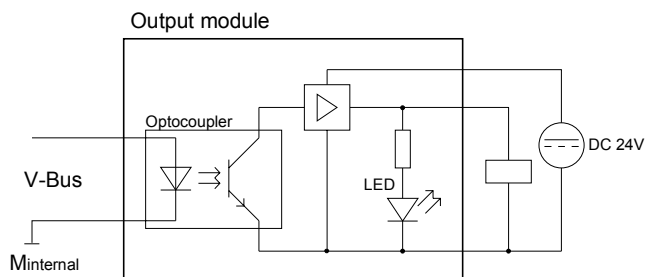 Output module
Optocoupler
DC 24V
V-Bus
LED
Minternal